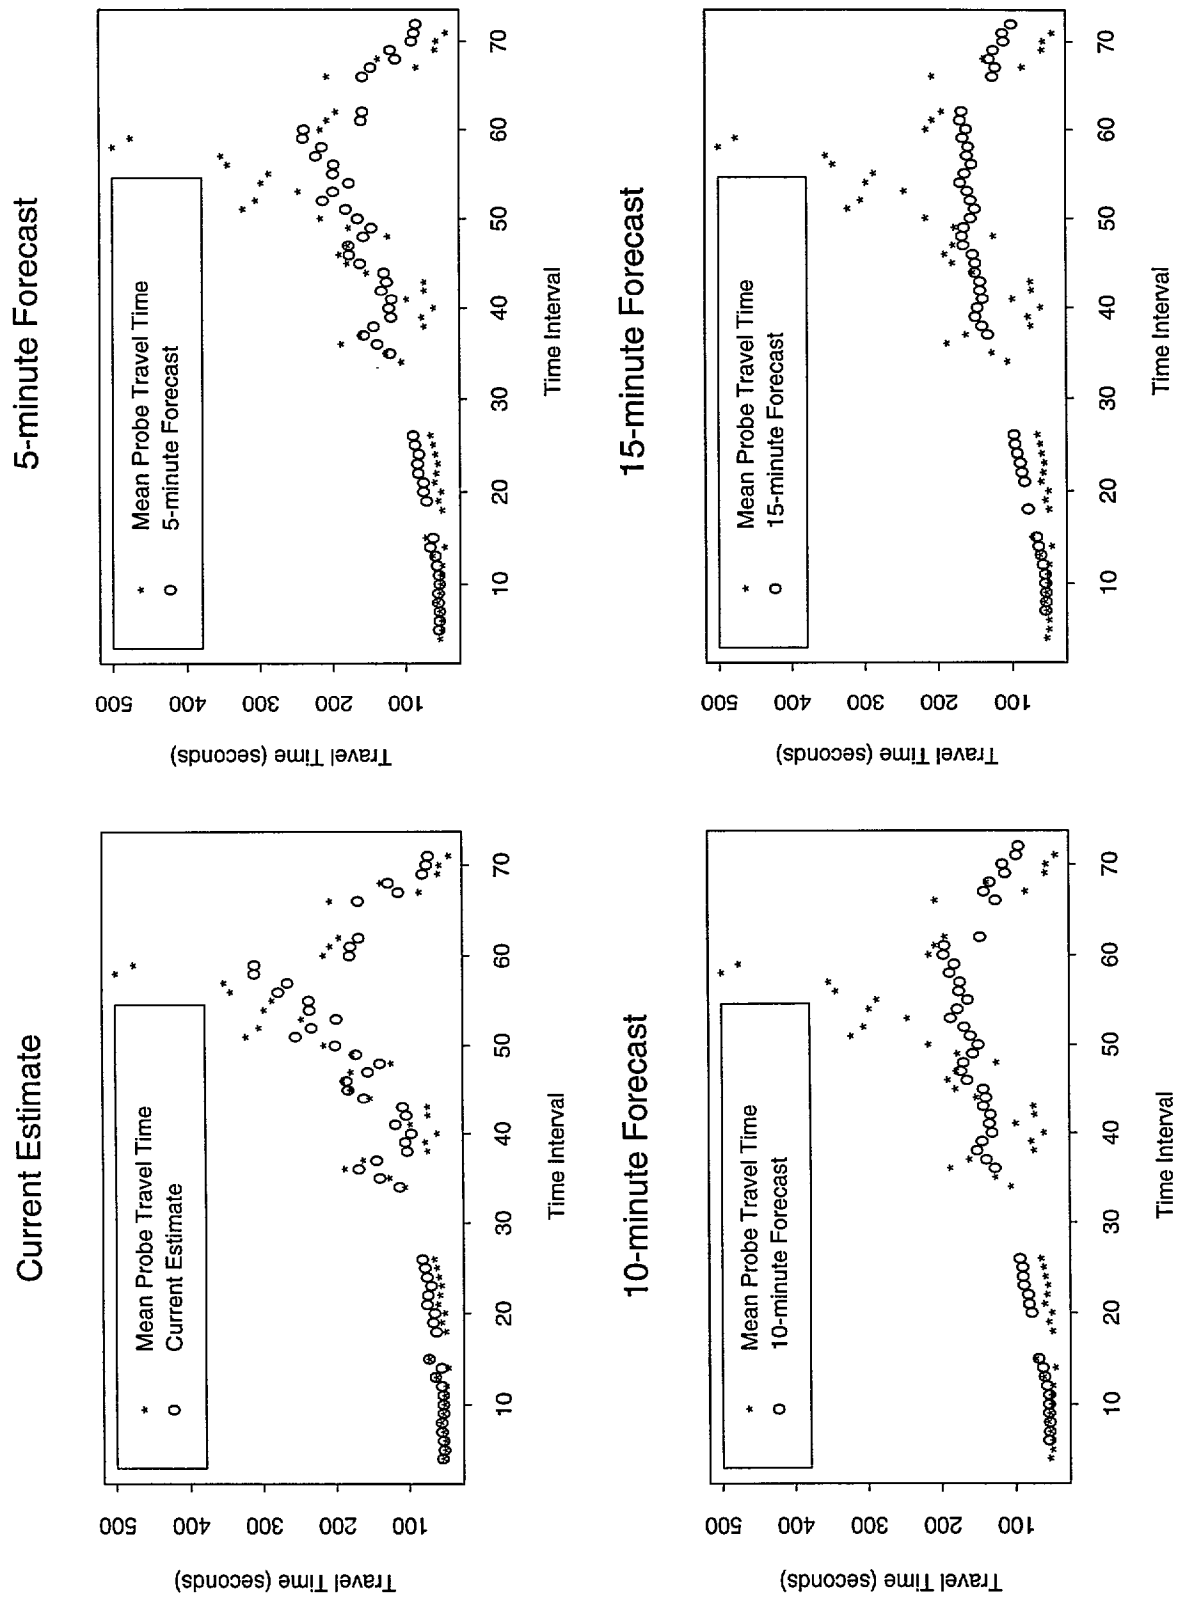 Current Estimate
500
400
300
200
100
Travel Time (seconds)
* Mean Probe Travel Time
o Current Estimate
10 20 30 40 50 60 70
Time Interval
5-minute Forecast
500
400
300
200
100
Travel Time (seconds)
* Mean Probe Travel Time
o 5-minute Forecast
10 20 30 40 50 60 70
Time Interval
10-minute Forecast
500
400
300
200
100
Travel Time (seconds)
* Mean Probe Travel Time
o 10-minute Forecast
10 20 30 40 50 60 70
Time Interval
15-minute Forecast
500
400
300
200
100
Travel Time (seconds)
* Mean Probe Travel Time
o 15-minute Forecast
10 20 30 40 50 60 70
Time Interval